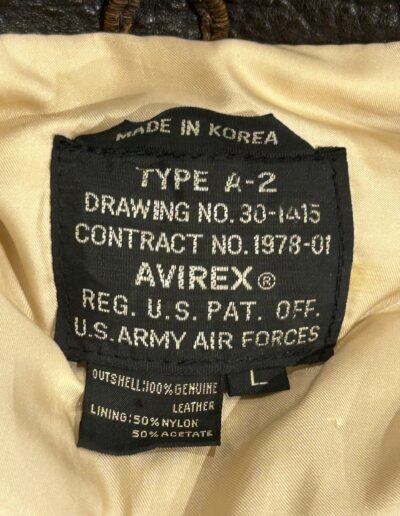 MADE IN KOREA
TYPE A-2
DRAWING NO. 30-1415
CONTRACT NO. 1978-01
AVIREX®
REG. U.S. PAT. OFF.
U.S. ARMY AIR FORCES
L
OUTSHELL: 100% GENUINE
LEATHER
LINING: 50% NYLON
50% ACETATE